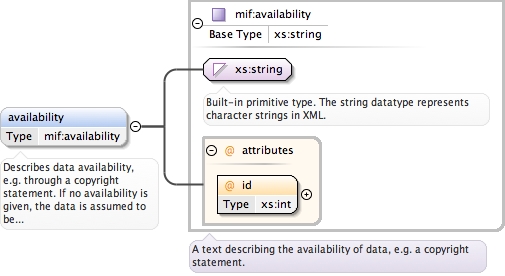 mif:availability
Base Type xs:string
xs:string
Built-in primitive type. The string datatype represents
character strings in XML.
availability
Type mif:availability
Describes data availability,
e.g. through a copyright
statement. If no availability is
given, the data is assumed to
be...
@ attributes
@ id
Type xs:int
A text describing the availability of data, e.g. a copyright
statement.